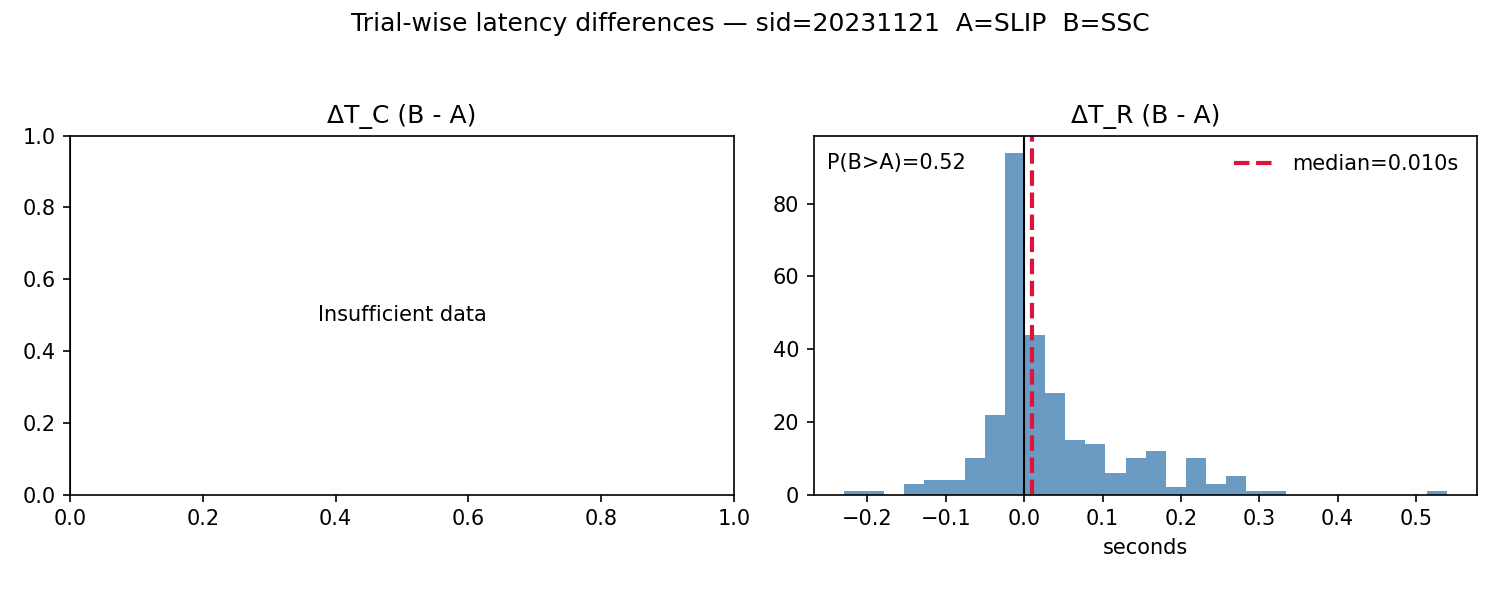 Trial-wise latency differences — sid=20231121  A=SLIP  B=SSC
ΔT_C (B - A)
1.0
0.8
0.6
0.4
0.2
0.0
Insufficient data
0.0 0.2 0.4 0.6 0.8 1.0
ΔT_R (B - A)
P(B>A)=0.52
median=0.010s
80
60
40
20
0
−0.2 −0.1 0.0 0.1 0.2 0.3 0.4 0.5
seconds